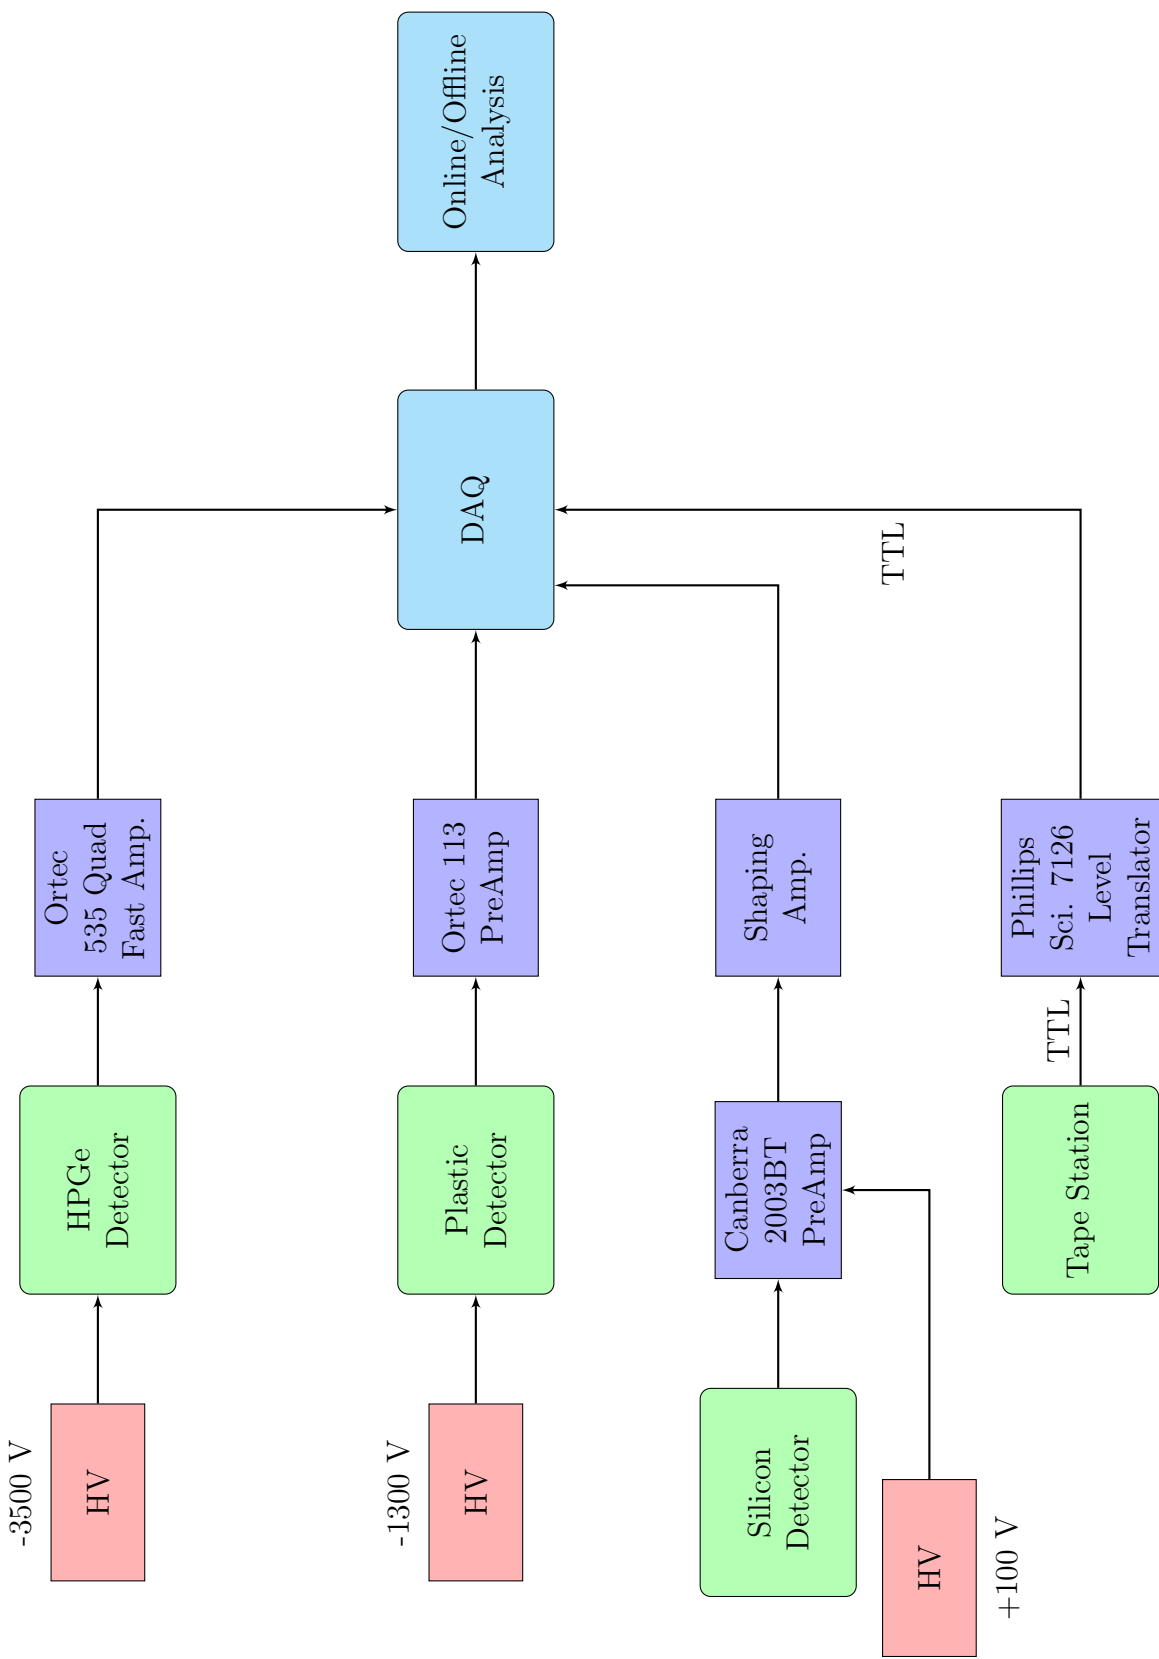 -3500 V
HV
HPGe
Detector
Ortec
535 Quad
Fast Amp.
-1300 V
HV
Plastic
Detector
Ortec 113
PreAmp
DAQ
Online/Offline
Analysis
Silicon
Detector
Canberra
2003BT
PreAmp
Shaping
Amp.
HV
+100 V
Tape Station
TTL
Phillips
Sci. 7126
Level
Translator
TTL